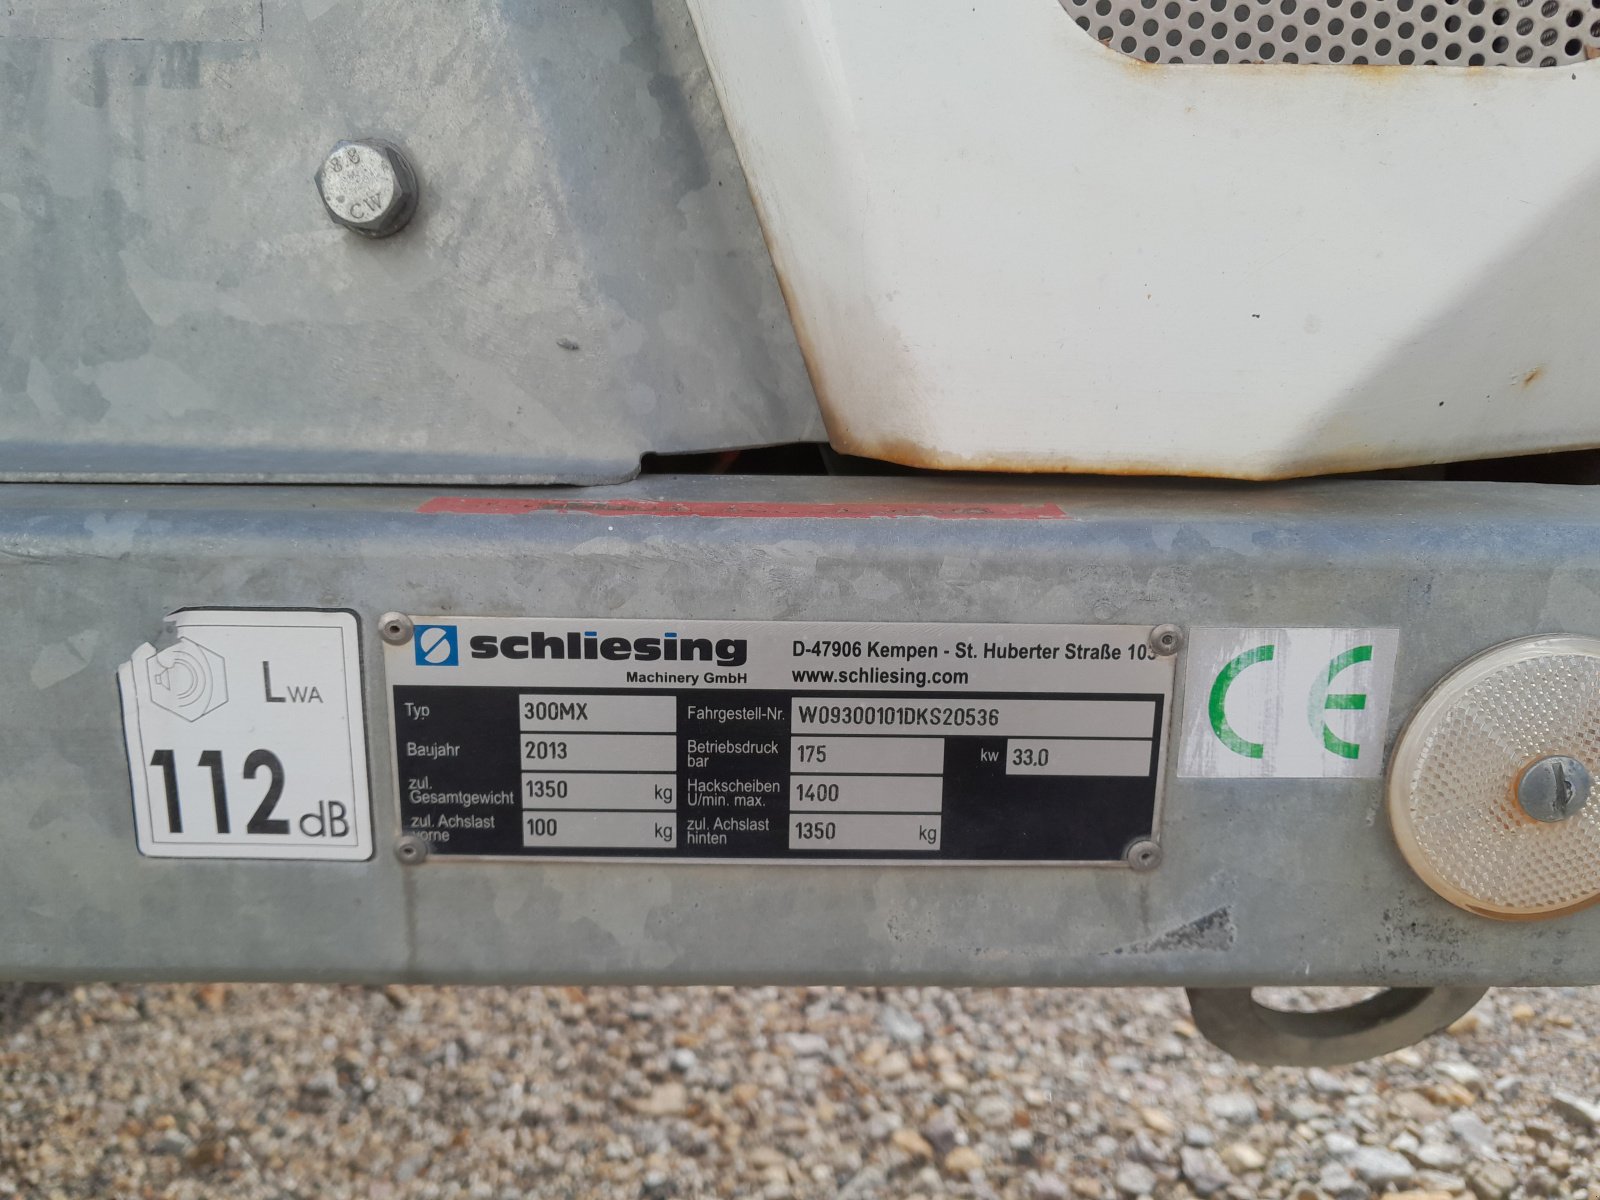 8.8
CW
LWA
112 dB
schliesing
Machinery GmbH
D-47906 Kempen - St. Huberter Straße 103
www.schliesing.com
Typ 300MX Fahrgestell-Nr. W09300101DKS20536
Baujahr 2013 Betriebsdruck bar 175 kw 33.0
zul. Gesamtgewicht 1350 kg Hackscheiben U/min. max. 1400
zul. Achslast vorne 100 kg zul. Achslast hinten 1350 kg
CE